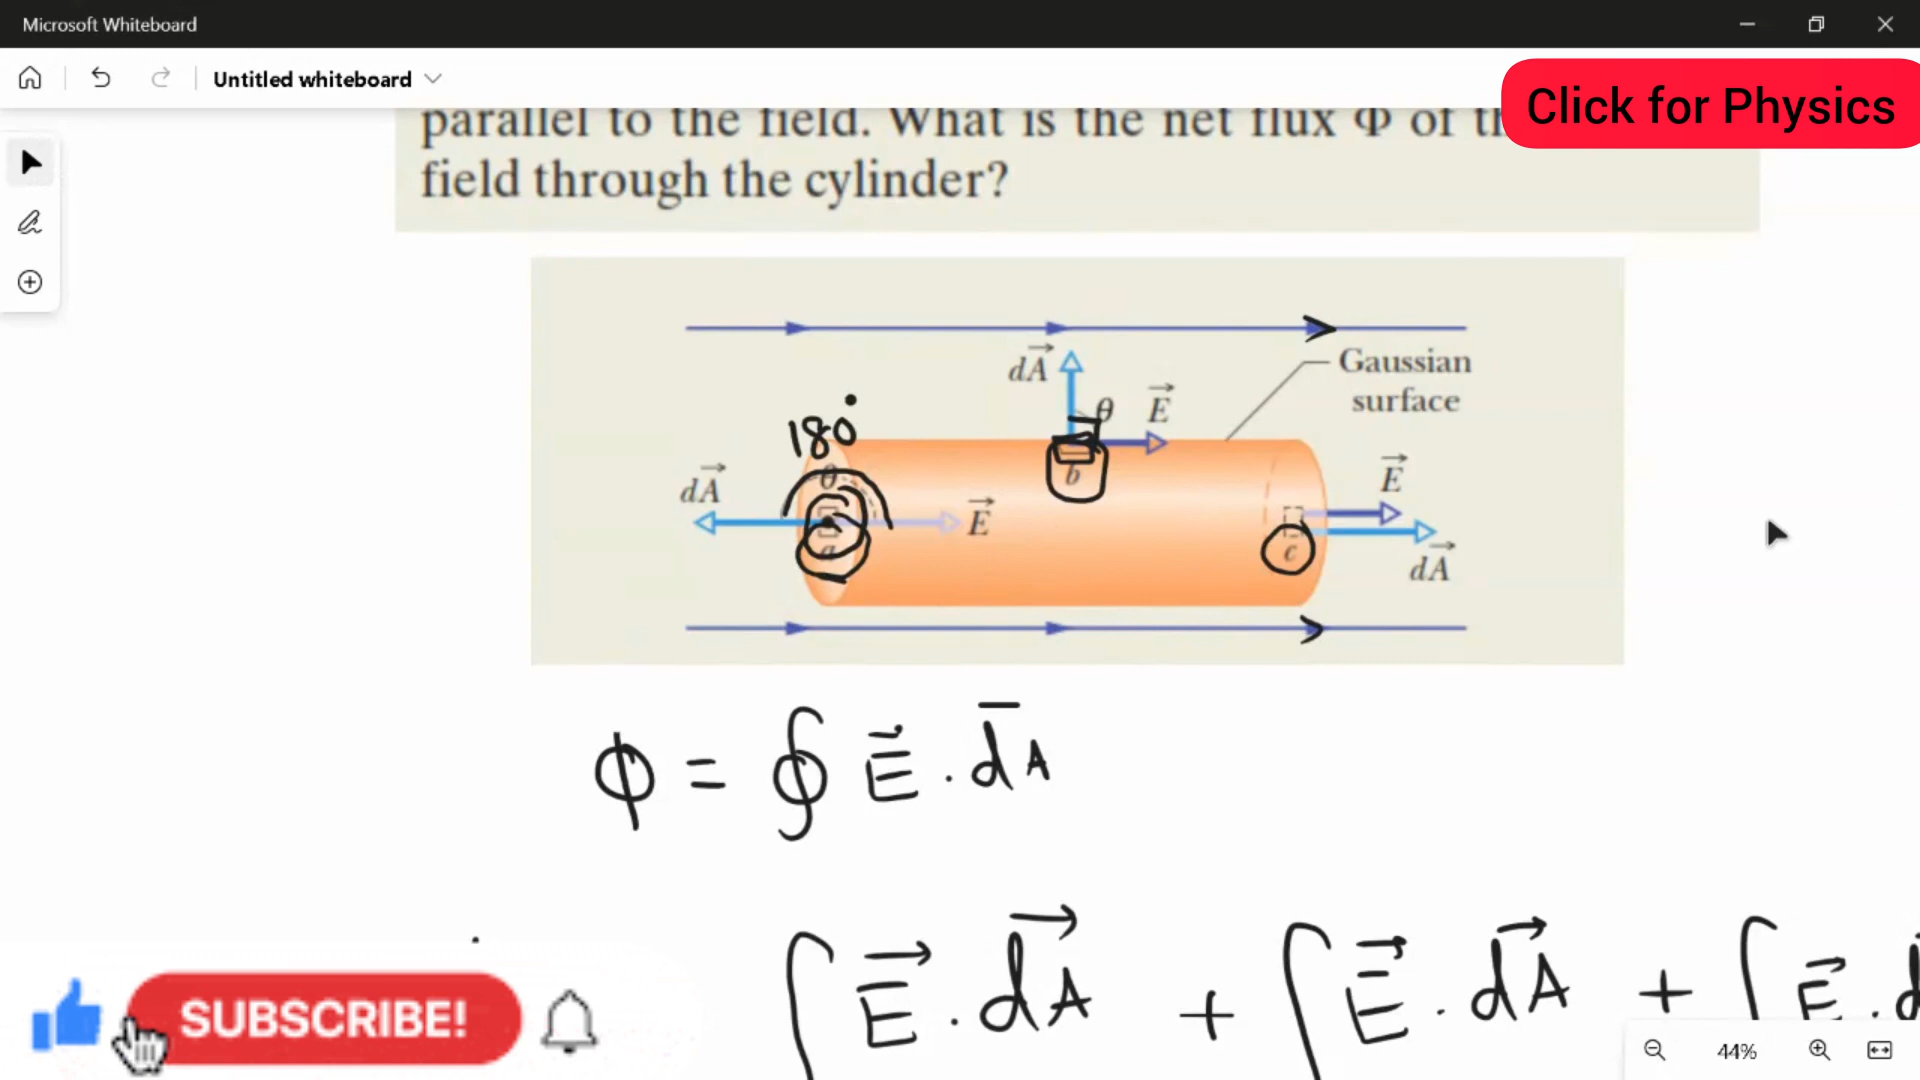 Microsoft Whiteboard
Untitled whiteboard
Click for Physics
parallel to the field. What is the net flux Φ of
field through the cylinder?
dA⃗
θ
E⃗
Gaussian
surface
180°
θ
dA⃗
E⃗
a
b
c
E⃗
dA⃗
ϕ = ∮ E⃗ . dA
∫ E⃗ . dA⃗ + ∫ E⃗ . dA⃗ + ∫ E⃗ . d
SUBSCRIBE!
44%